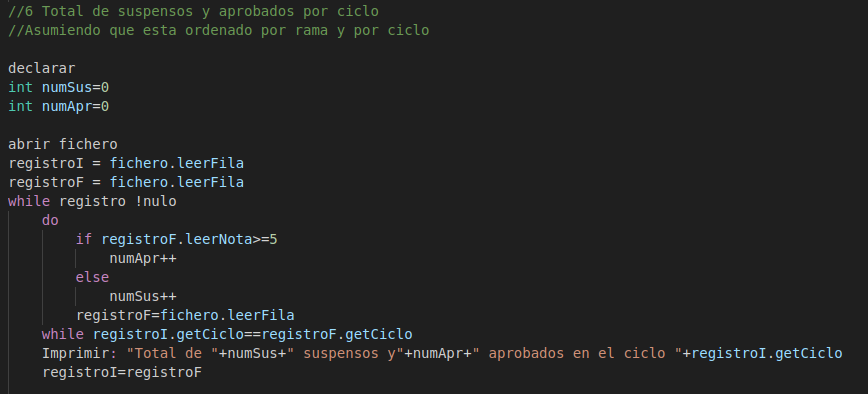 //6 Total de suspensos y aprobados por ciclo
//Asumiendo que esta ordenado por rama y por ciclo
declarar
int numSus=0
int numApr=0
abrir fichero
registroI = fichero.leerFila
registroF = fichero.leerFila
while registro !nulo
do
if registroF.leerNota>=5
numApr++
else
numSus++
registroF=fichero.leerFila
while registroI.getCiclo==registroF.getCiclo
Imprimir: "Total de "+numSus+" suspensos y"+numApr+" aprobados en el ciclo "+registroI.getCiclo
registroI=registroF